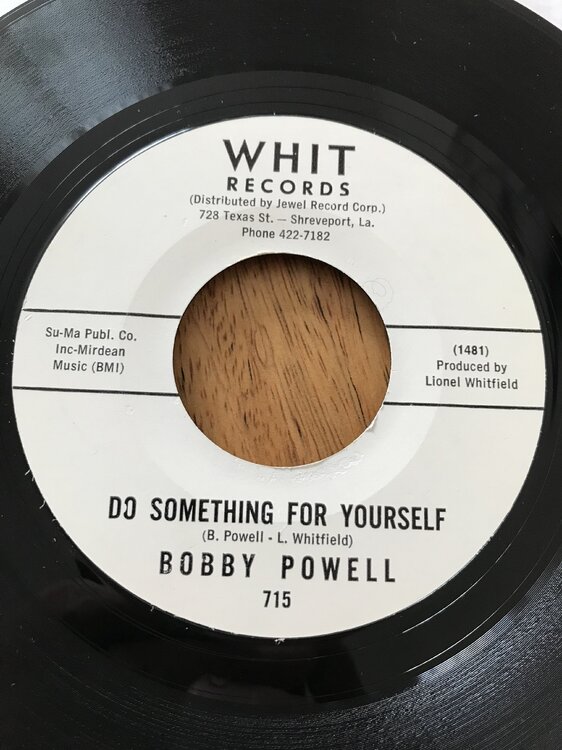 WHIT
RECORDS
(Distributed by Jewel Record Corp.)
728 Texas St. — Shreveport, La.
Phone 422-7182
Su-Ma Publ. Co.
Inc-Mirdean
Music (BMI)
(1481)
Produced by
Lionel Whitfield
DO SOMETHING FOR YOURSELF
(B. Powell - L. Whitfield)
BOBBY POWELL
715